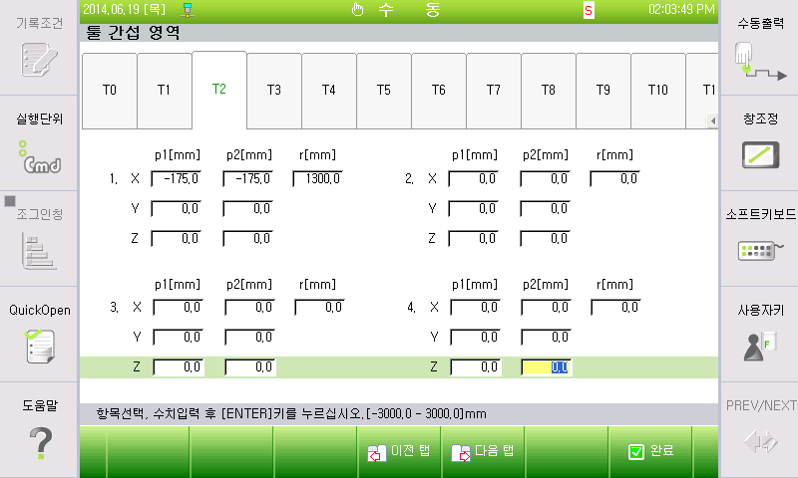 2014.06.19 [목] 수 동 S 02:03:49 PM
툴 간섭 영역
T0 T1 T2 T3 T4 T5 T6 T7 T8 T9 T10 T1
p1[mm] p2[mm] r[mm] p1[mm] p2[mm] r[mm]
1. X -175.0 -175.0 1300.0 2. X 0.0 0.0 0.0
Y 0.0 0.0 Y 0.0 0.0
Z 0.0 0.0 Z 0.0 0.0
p1[mm] p2[mm] r[mm] p1[mm] p2[mm] r[mm]
3. X 0.0 0.0 0.0 4. X 0.0 0.0 0.0
Y 0.0 0.0 Y 0.0 0.0
Z 0.0 0.0 Z 0.0 0.0
항목선택, 수치입력 후 [ENTER]키를 누르십시오.[-3000.0 - 3000.0]mm
이전 탭 다음 탭 완료
기록조건
실행단위
Cmd
조그인칭
QuickOpen
도움말
?
수동출력
창조정
소프트키보드
사용자키
F
PREV/NEXT